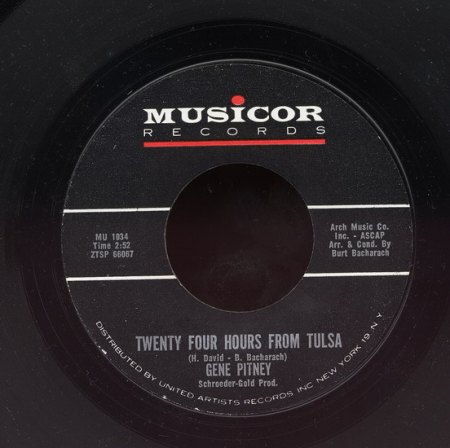 MUSICOR
RECORDS
MU 1034
Time 2:52
ZTSP 66067
Arch Music Co.
Inc. - ASCAP
Arr. & Cond. By
Burt Bacharach
TWENTY FOUR HOURS FROM TULSA
(H. David - B. Bacharach)
GENE PITNEY
Schroeder-Gold Prod.
DISTRIBUTED BY UNITED ARTISTS RECORDS INC NEW YORK 19, N.Y.